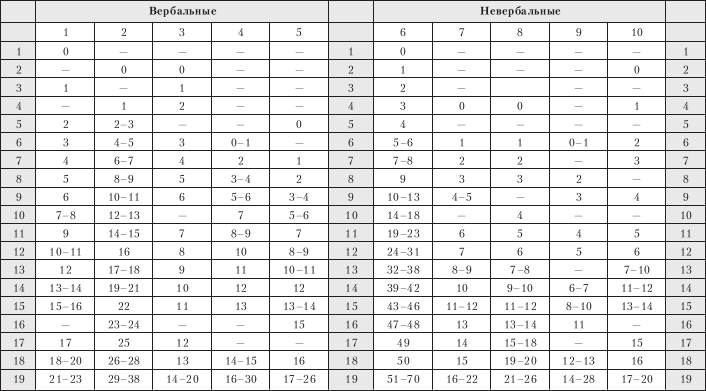 Вербальные Невербальные
1 2 3 4 5 6 7 8 9 10
1 0 — — — — 1 0 — — — — 1
2 — 0 0 — — 2 1 — — — 0 2
3 1 — 1 — — 3 2 — — — — 3
4 — 1 2 — — 4 3 0 0 — 1 4
5 2 2–3 — — 0 5 4 — — — — 5
6 3 4–5 3 0–1 — 6 5–6 1 1 0–1 2 6
7 4 6–7 4 2 1 7 7–8 2 2 — 3 7
8 5 8–9 5 3–4 2 8 9 3 3 2 — 8
9 6 10–11 6 5–6 3–4 9 10–13 4–5 — 3 4 9
10 7–8 12–13 — 7 5–6 10 14–18 — 4 — — 10
11 9 14–15 7 8–9 7 11 19–23 6 5 4 5 11
12 10–11 16 8 10 8–9 12 24–31 7 6 5 6 12
13 12 17–18 9 11 10–11 13 32–38 8–9 7–8 — 7–10 13
14 13–14 19–21 10 12 12 14 39–42 10 9–10 6–7 11–12 14
15 15–16 22 11 13 13–14 15 43–46 11–12 11–12 8–10 13–14 15
16 — 23–24 — — 15 16 47–48 13 13–14 11 — 16
17 17 25 12 — — 17 49 14 15–18 — 15 17
18 18–20 26–28 13 14–15 16 18 50 15 19–20 12–13 16 18
19 21–23 29–38 14–20 16–30 17–26 19 51–70 16–22 21–26 14–28 17–20 19